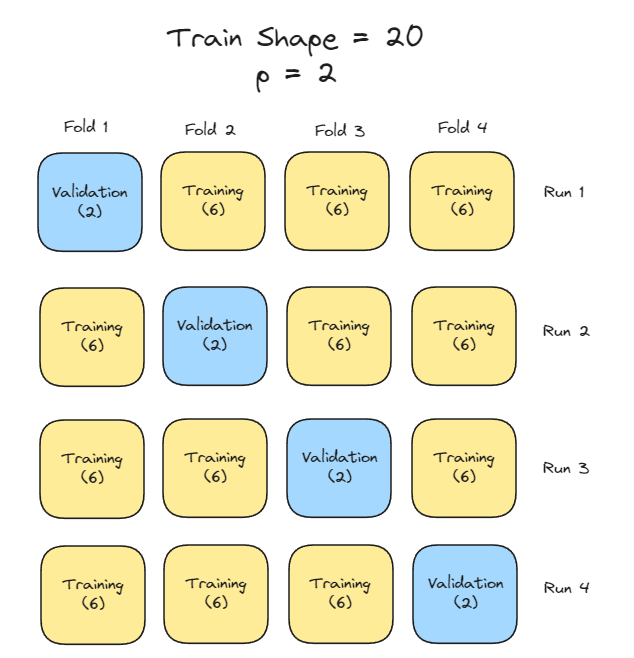 Train Shape = 20
p = 2
Fold 1 Fold 2 Fold 3 Fold 4
Validation Training Training Training Run 1
(2) (6) (6) (6)
Training Validation Training Training Run 2
(6) (2) (6) (6)
Training Training Validation Training Run 3
(6) (6) (2) (6)
Training Training Training Validation Run 4
(6) (6) (6) (2)